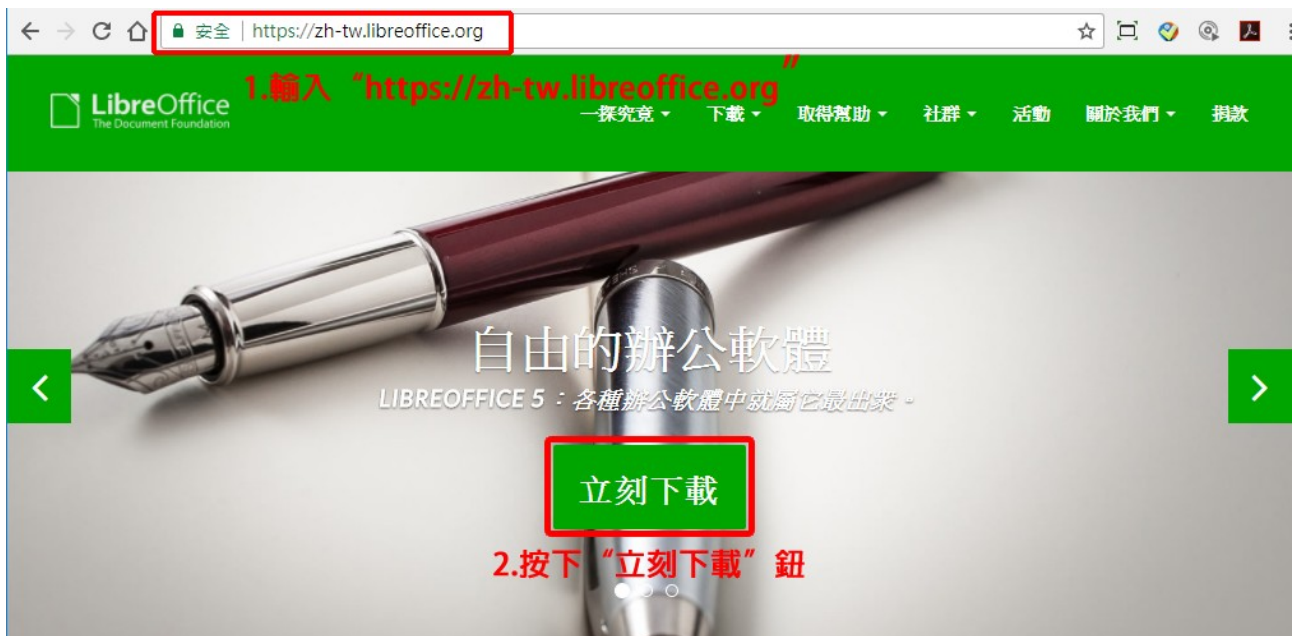 安全 https://zh-tw.libreoffice.org
1.輸入“https://zh-tw.libreoffice.org”
LibreOffice
The Document Foundation
一探究竟 下載 取得幫助 社群 活動 關於我們 捐款
自由的辦公軟體
LIBREOFFICE 5：各種辦公軟體中就屬它最出眾。
立刻下載
2.按下“立刻下載”鈕